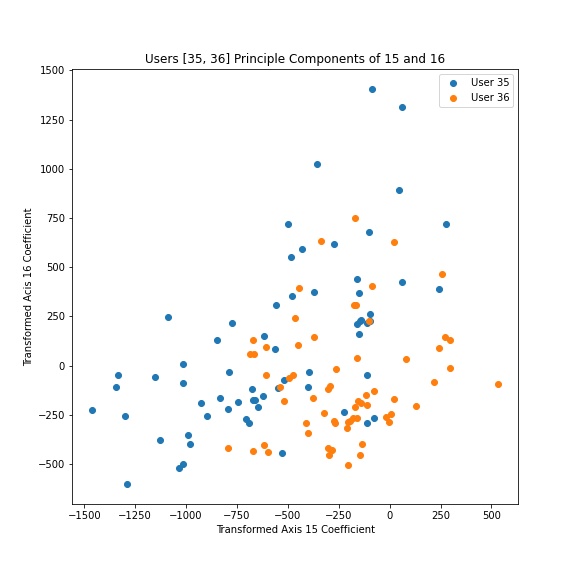 Users [35, 36] Principle Components of 15 and 16
User 35
User 36
1500
1250
1000
750
500
250
0
−250
−500
Transformed Acis 16 Coefficient
−1500 −1250 −1000 −750 −500 −250 0 250 500
Transformed Axis 15 Coefficient